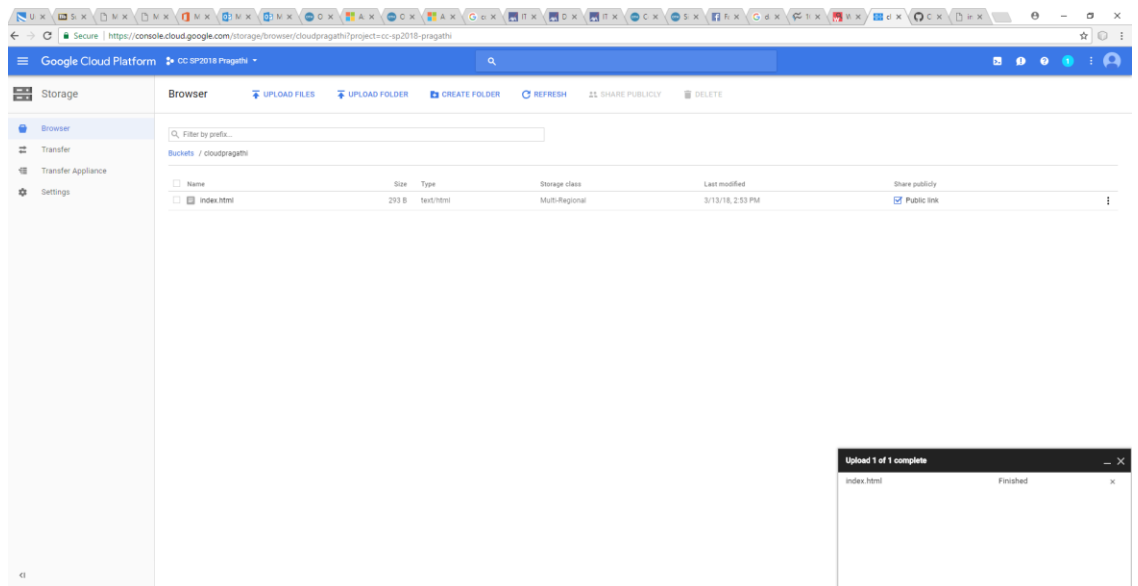 Secure | https://console.cloud.google.com/storage/browser/cloudpragathi?project=cc-sp2018-pragathi
Google Cloud Platform CC SP2018 Pragathi
Storage Browser UPLOAD FILES UPLOAD FOLDER CREATE FOLDER REFRESH SHARE PUBLICLY DELETE
Browser
Transfer
Transfer Appliance
Settings
Filter by prefix...
Buckets / cloudpragathi
Name Size Type Storage class Last modified Share publicly
index.html 293 B text/html Multi-Regional 3/13/18, 2:53 PM Public link
Upload 1 of 1 complete
index.html Finished